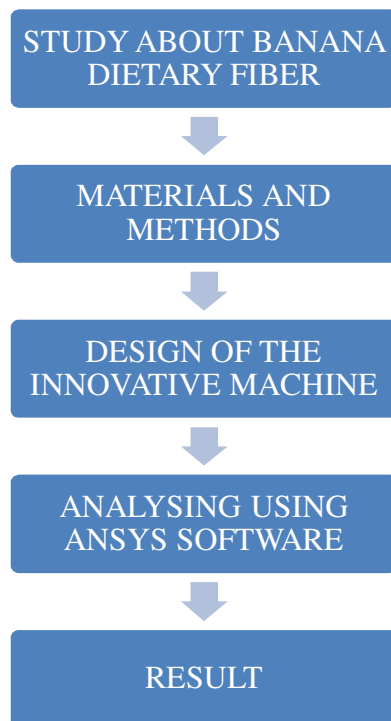 STUDY ABOUT BANANA
DIETARY FIBER
MATERIALS AND
METHODS
DESIGN OF THE
INNOVATIVE MACHINE
ANALYSING USING
ANSYS SOFTWARE
RESULT